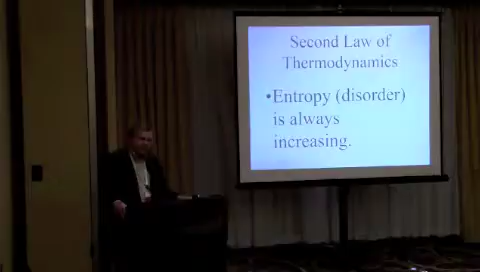 Second Law of
Thermodynamics
•Entropy (disorder)
is always
increasing.